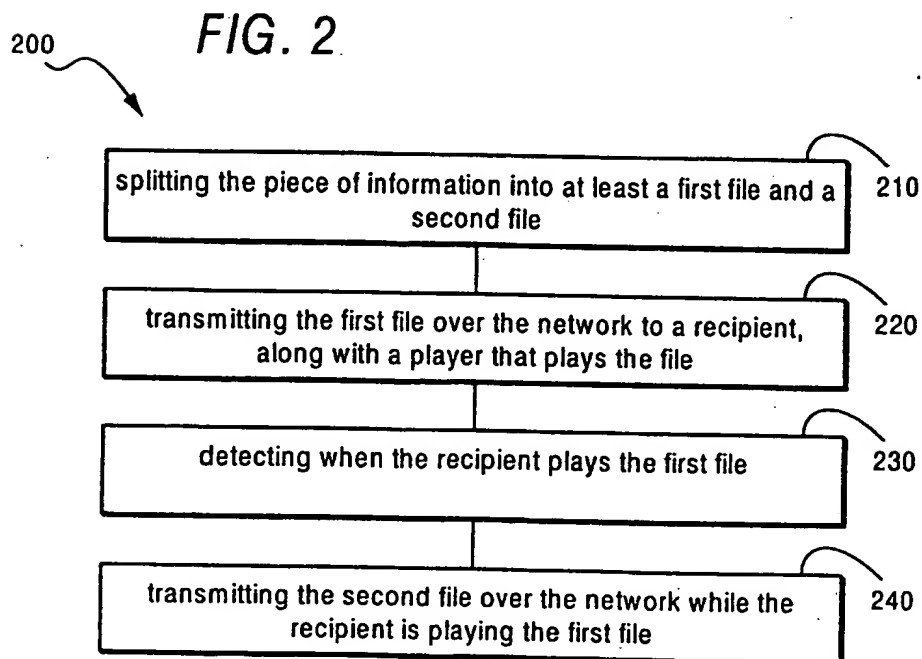 FIG. 2
200
splitting the piece of information into at least a first file and a
second file
210
transmitting the first file over the network to a recipient,
along with a player that plays the file
220
detecting when the recipient plays the first file
230
transmitting the second file over the network while the
recipient is playing the first file
240